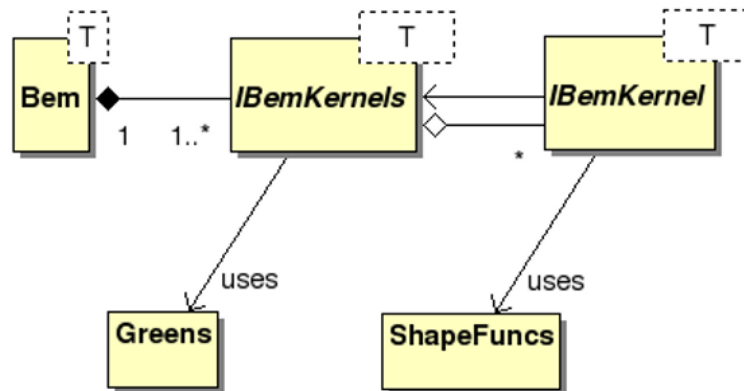 T
T
T
Bem
IBemKernels
IBemKernel
1
1..*
*
uses
uses
Greens
ShapeFuncs